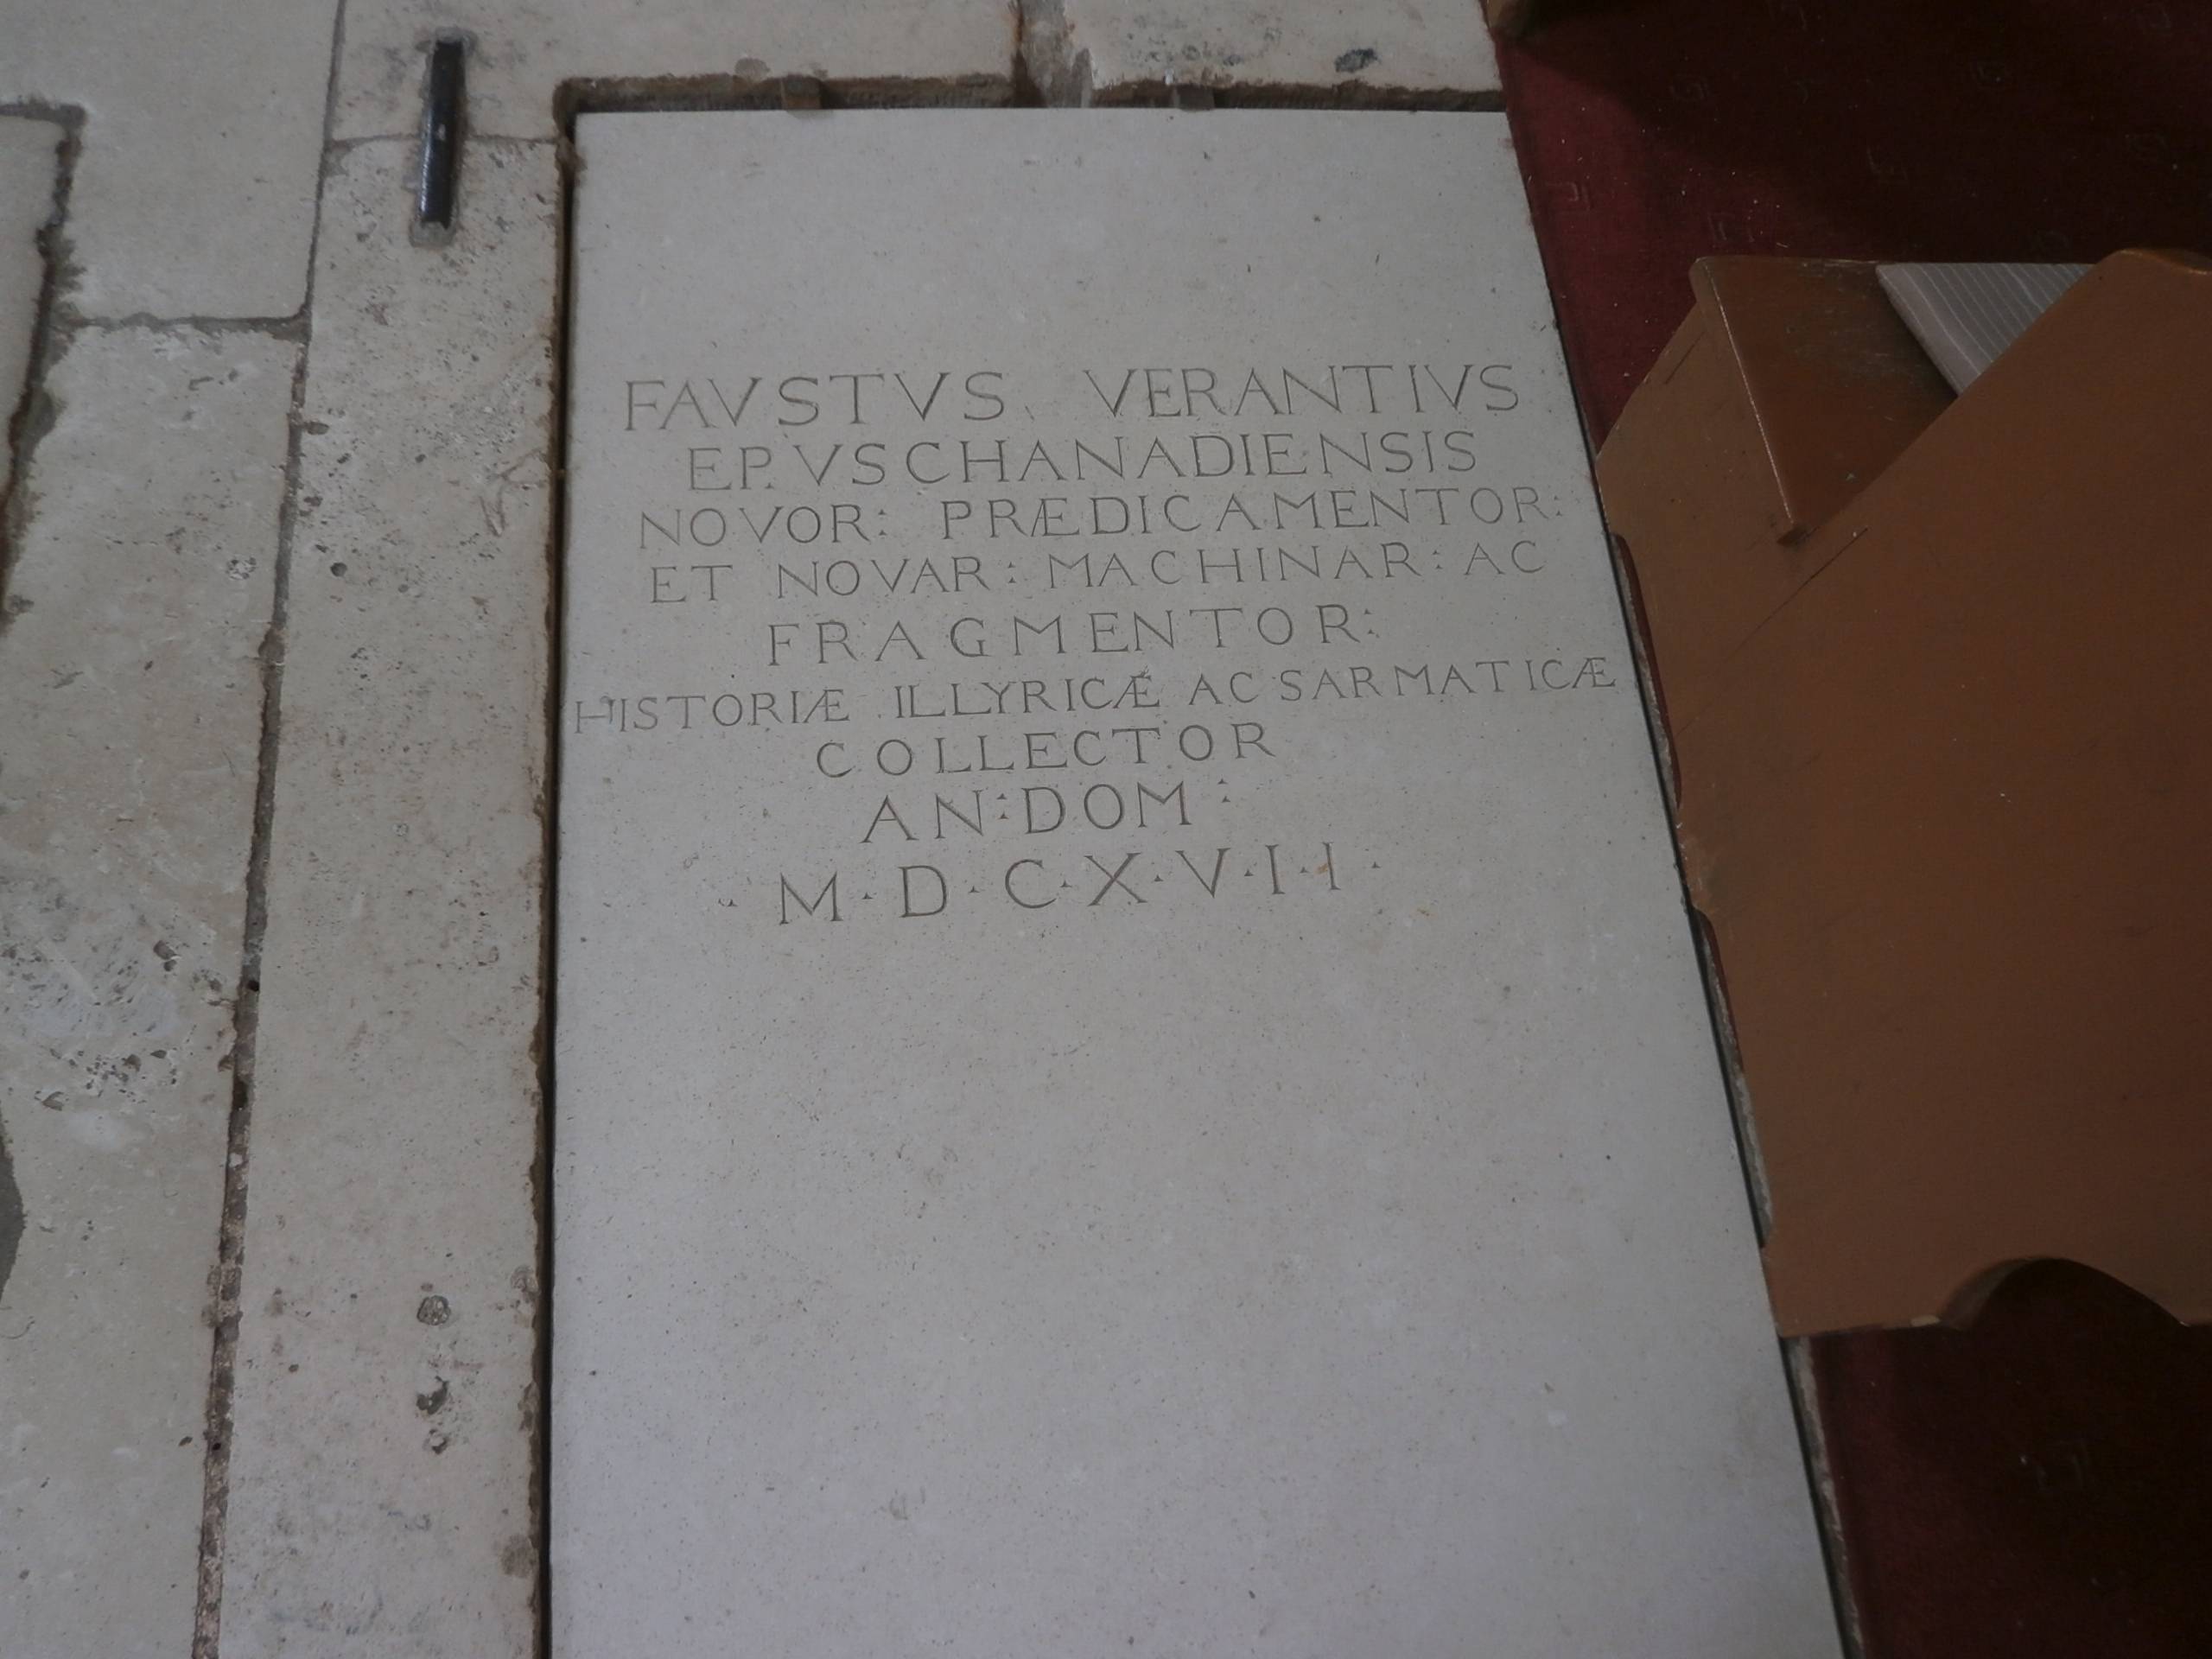 FAVSTVS VERANTIVS
EP.VS CHANADIENSIS
NOVOR: PRÆDICAMENTOR:
ET NOVAR: MACHINAR: AC
FRAGMENTOR:
HISTORIÆ ILLYRICÆ AC SARMATICÆ
COLLECTOR
AN:DOM:
·M·D·C·X·V·I·I·